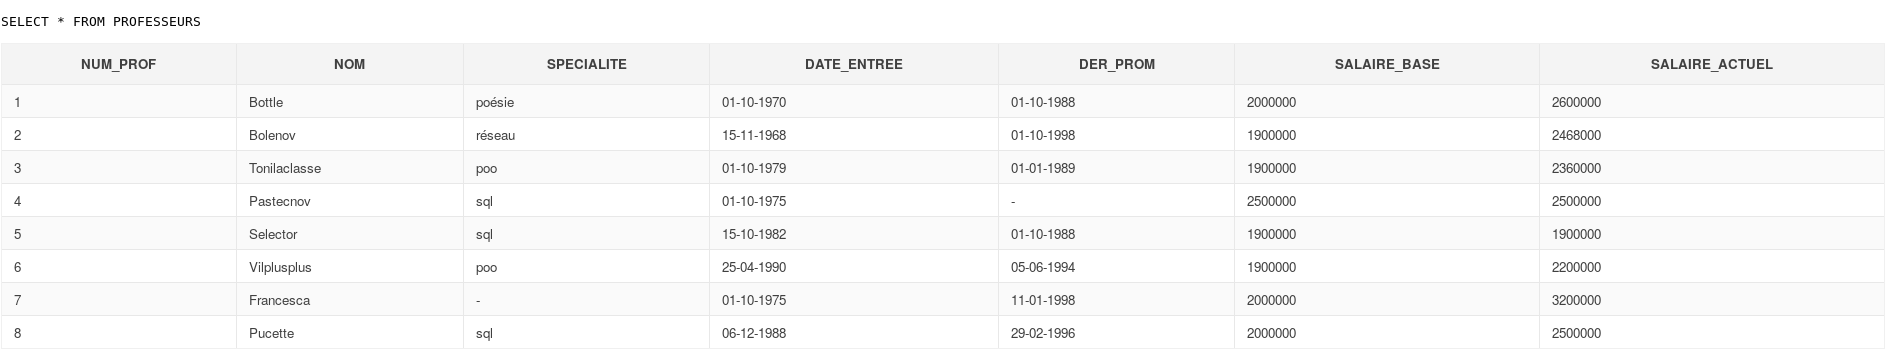 SELECT * FROM PROFESSEURS
NUM_PROF NOM SPECIALITE DATE_ENTREE DER_PROM SALAIRE_BASE SALAIRE_ACTUEL
1 Bottle poésie 01-10-1970 01-10-1988 2000000 2600000
2 Bolenov réseau 15-11-1968 01-10-1998 1900000 2468000
3 Tonilaclasse poo 01-10-1979 01-01-1989 1900000 2360000
4 Pastecnov sql 01-10-1975 - 2500000 2500000
5 Selector sql 15-10-1982 01-10-1988 1900000 1900000
6 Vilplusplus poo 25-04-1990 05-06-1994 1900000 2200000
7 Francesca - 01-10-1975 11-01-1998 2000000 3200000
8 Pucette sql 06-12-1988 29-02-1996 2000000 2500000